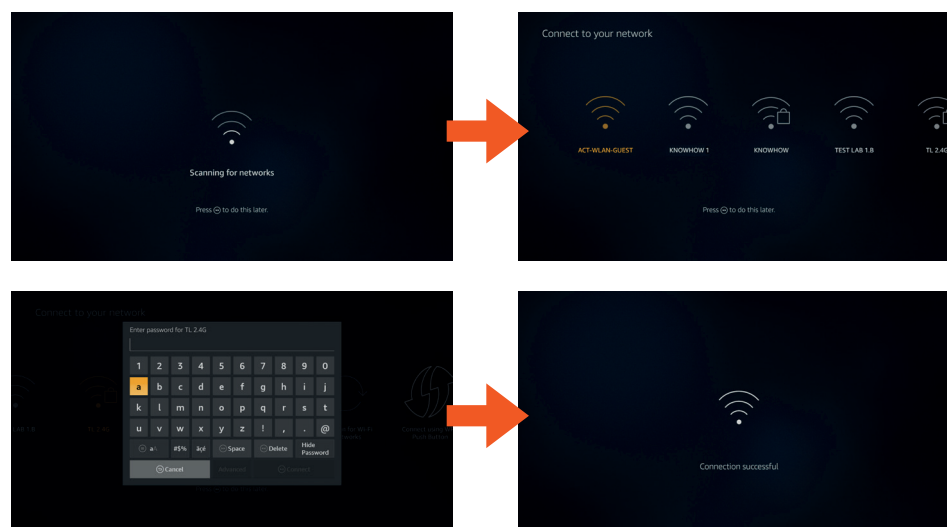 Scanning for networks
Press to do this later.
Connect to your network
ACT-WLAN-GUEST KNOWHOW 1 KNOWHOW TEST LAB 1.8 TL 2.4G
Press to do this later.
Connect to your network
Enter password for TL 2.4G
1 2 3 4 5 6 7 8 9 0
a b c d e f g h i j
k l m n o p q r s t
u v w x y z ! , . @
#$% äçé Space Delete Hide Password
Cancel Advanced Connect
TL 2.4G
Connection successful